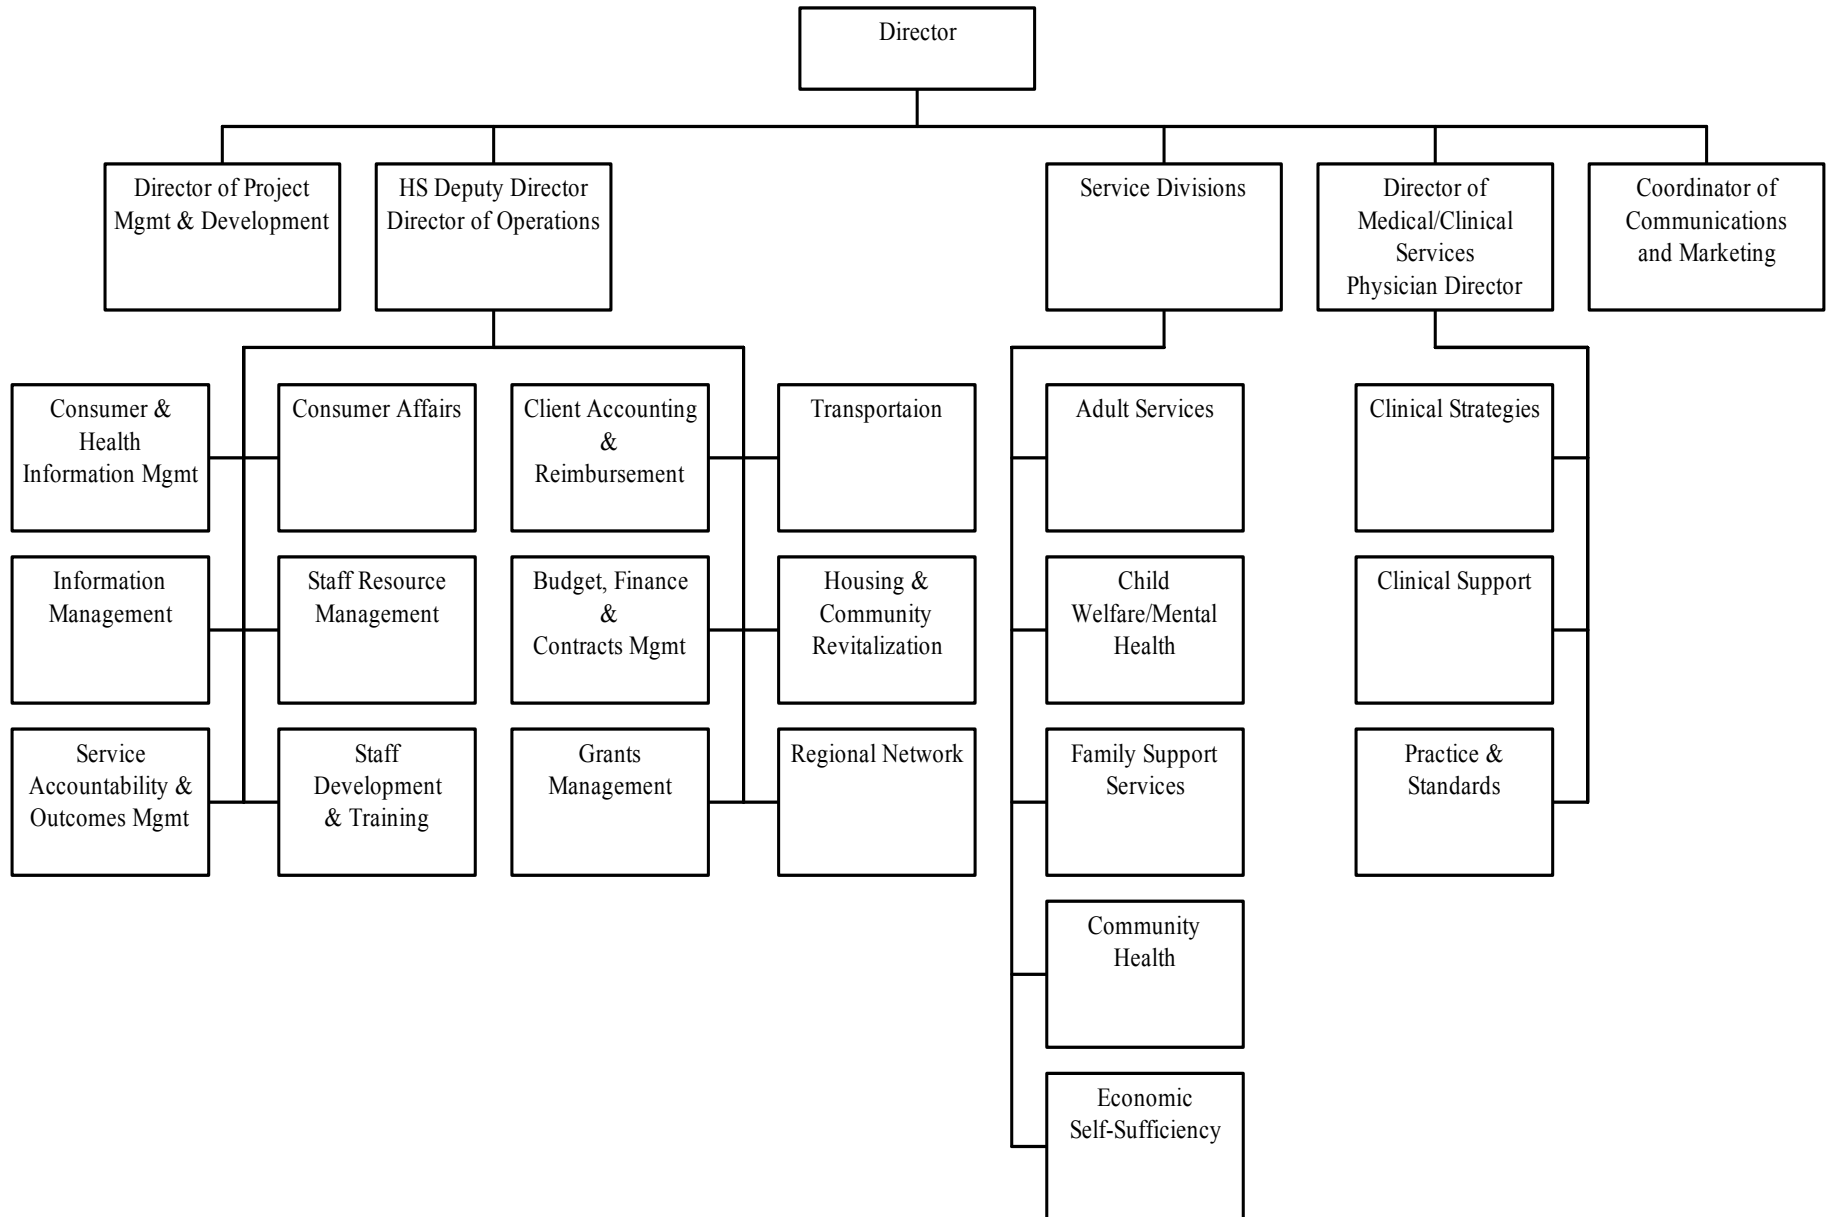 Director
Director of Project
Mgmt & Development
HS Deputy Director
Director of Operations
Service Divisions
Director of
Medical/Clinical
Services
Physician Director
Coordinator of
Communications
and Marketing
Consumer &
Health
Information Mgmt
Consumer Affairs
Client Accounting
&
Reimbursement
Transportaion
Adult Services
Clinical Strategies
Information
Management
Staff Resource
Management
Budget, Finance
&
Contracts Mgmt
Housing &
Community
Revitalization
Child
Welfare/Mental
Health
Clinical Support
Service
Accountability &
Outcomes Mgmt
Staff
Development
& Training
Grants
Management
Regional Network
Family Support
Services
Practice &
Standards
Community
Health
Economic
Self-Sufficiency